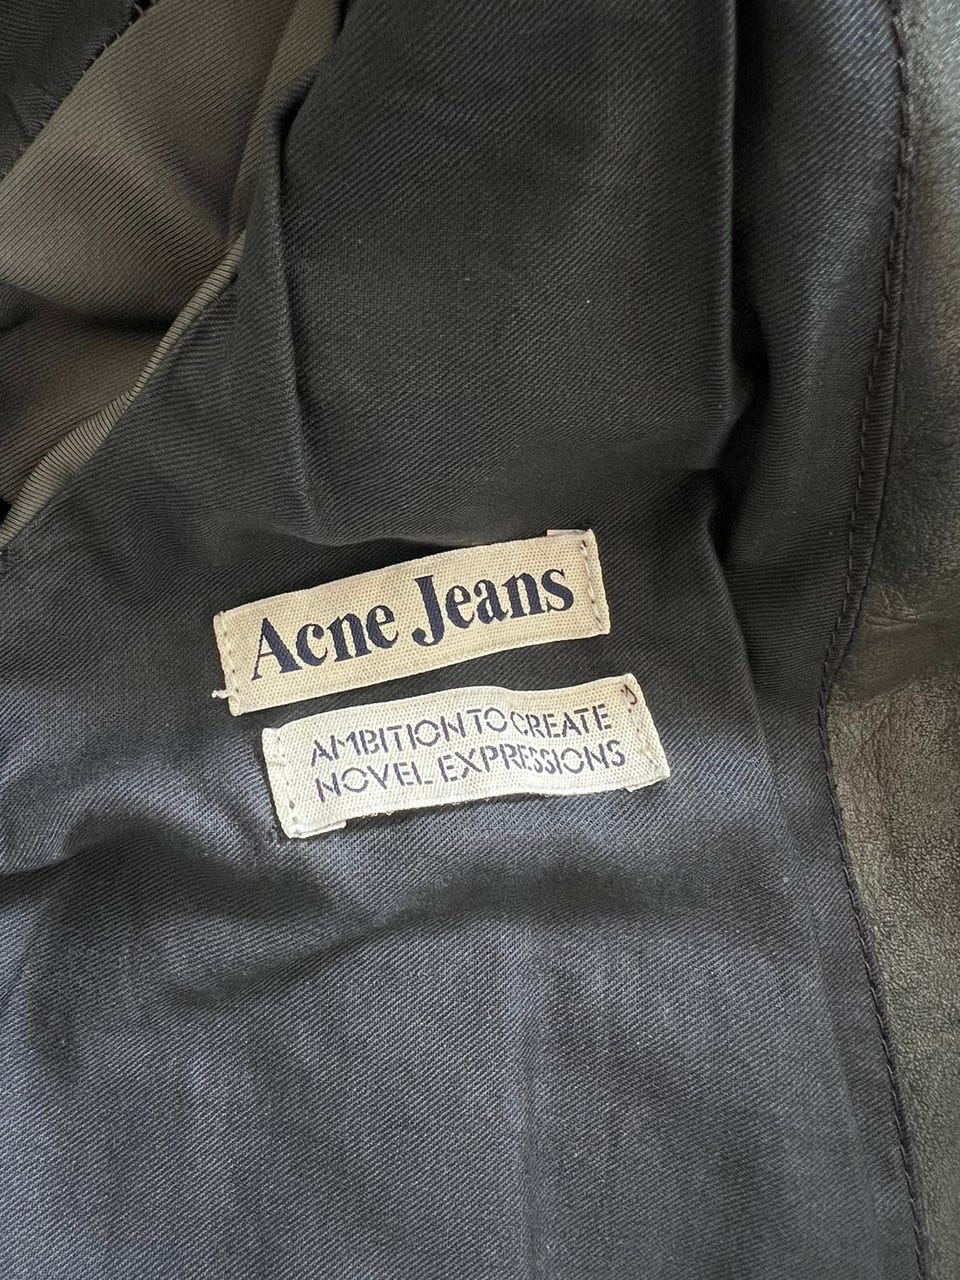 Acne Jeans
AMBITION TO CREATE
NOVEL EXPRESSIONS